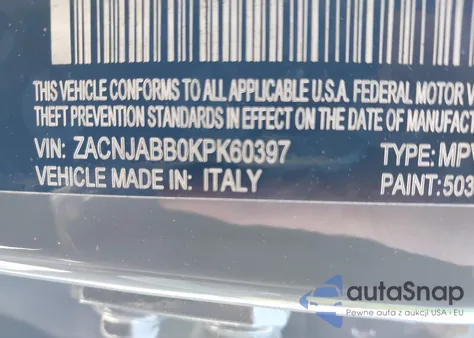 THIS VEHICLE CONFORMS TO ALL APPLICABLE U.S.A. FEDERAL MOTOR V
THEFT PREVENTION STANDARDS IN EFFECT ON THE DATE OF MANUFACT
VIN: ZACNJABB0KPK60397 TYPE: MPV
VEHICLE MADE IN: ITALY PAINT: 503
autoSnap
Pewne auta z aukcji USA i EU